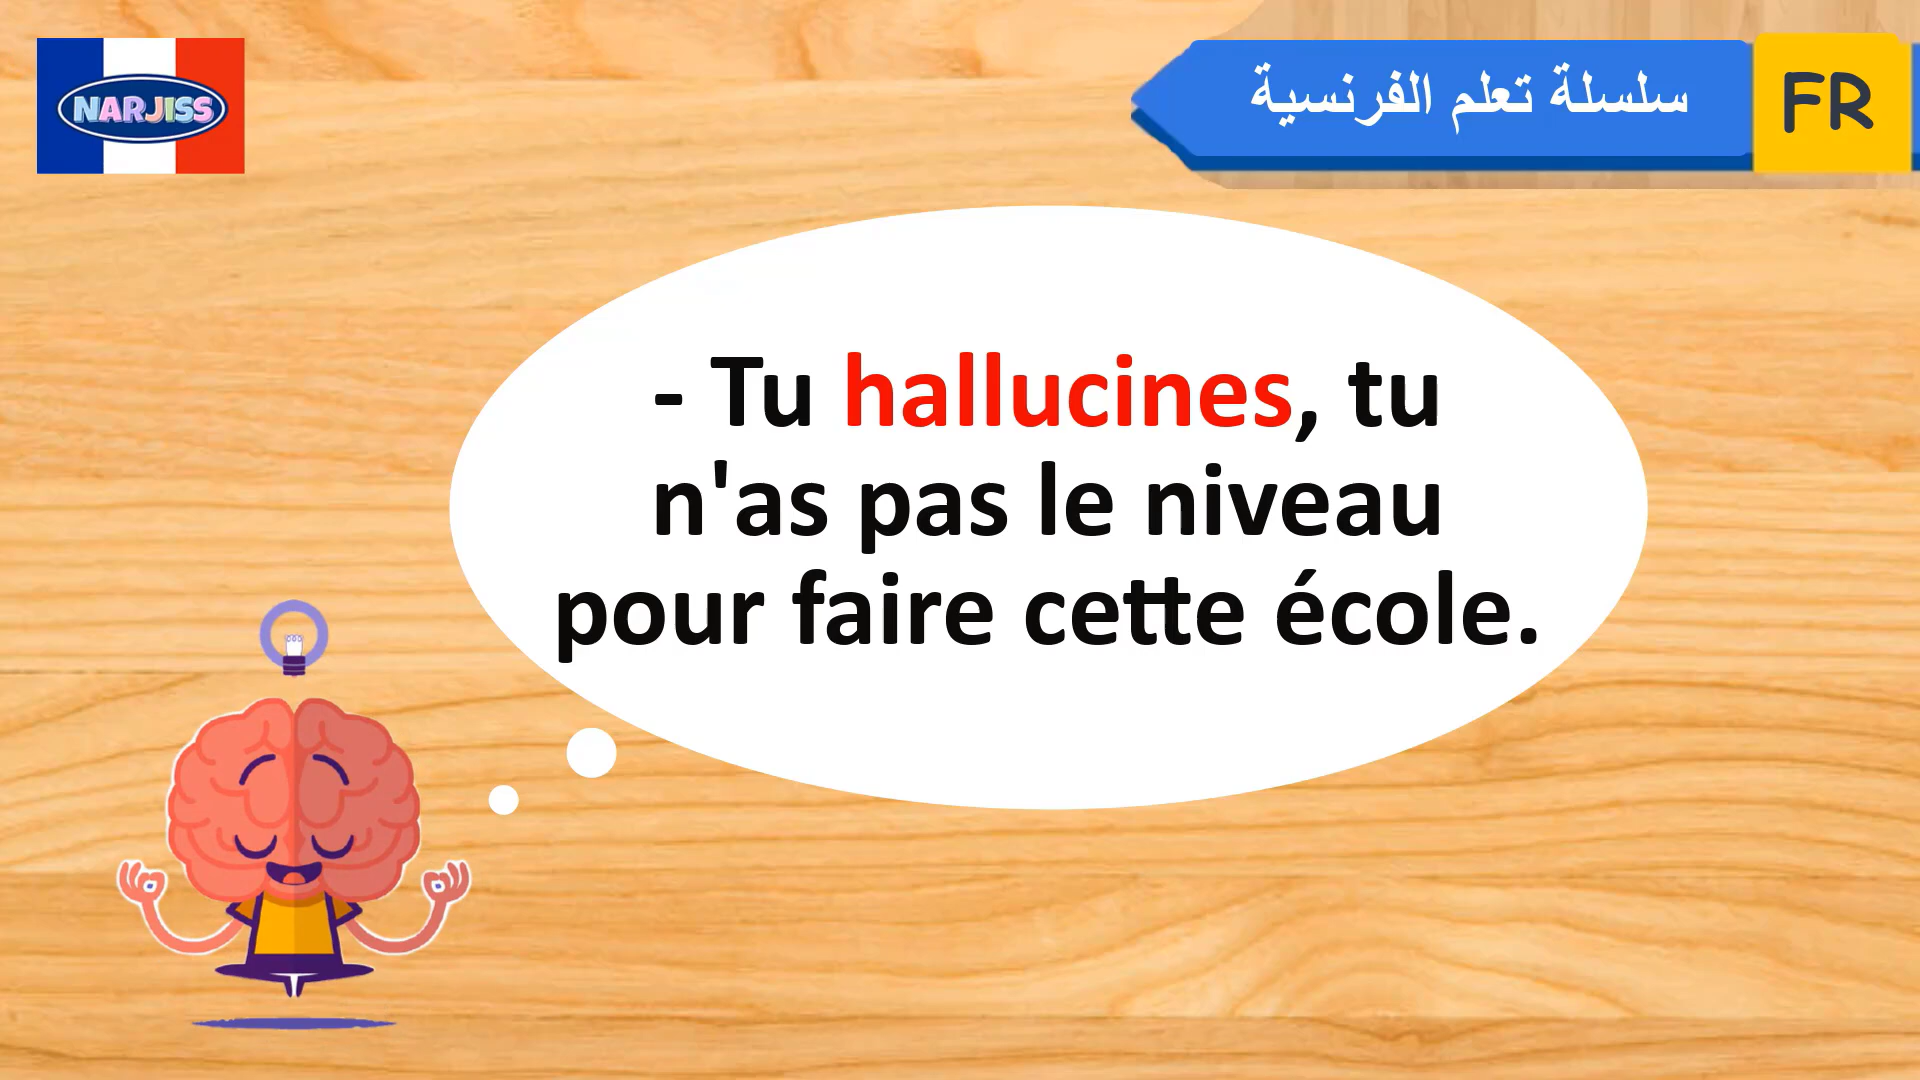 NARJISS
سلسلة تعلم الفرنسية
FR
- Tu hallucines, tu
n'as pas le niveau
pour faire cette école.